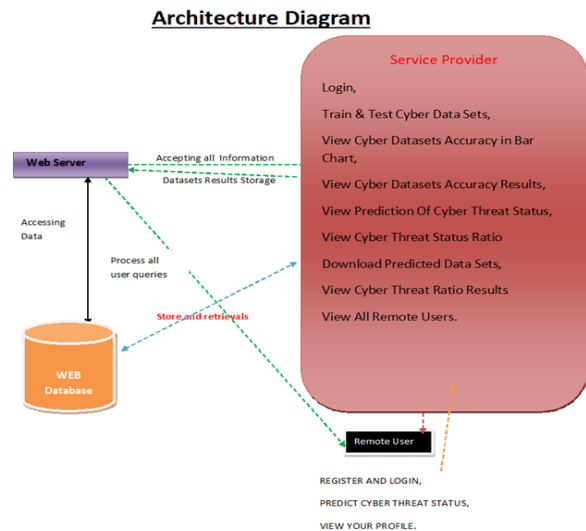 Architecture Diagram
Service Provider
Login,
Train & Test Cyber Data Sets,
View Cyber Datasets Accuracy in Bar
Chart,
View Cyber Datasets Accuracy Results,
View Prediction Of Cyber Threat Status,
View Cyber Threat Status Ratio
Download Predicted Data Sets,
View Cyber Threat Ratio Results
View All Remote Users.
Web Server
Accepting all Information
Datasets Results Storage
Accessing
Data
Process all
user queries
Store and retrievals
WEB
Database
Remote User
REGISTER AND LOGIN,
PREDICT CYBER THREAT STATUS,
VIEW YOUR PROFILE.